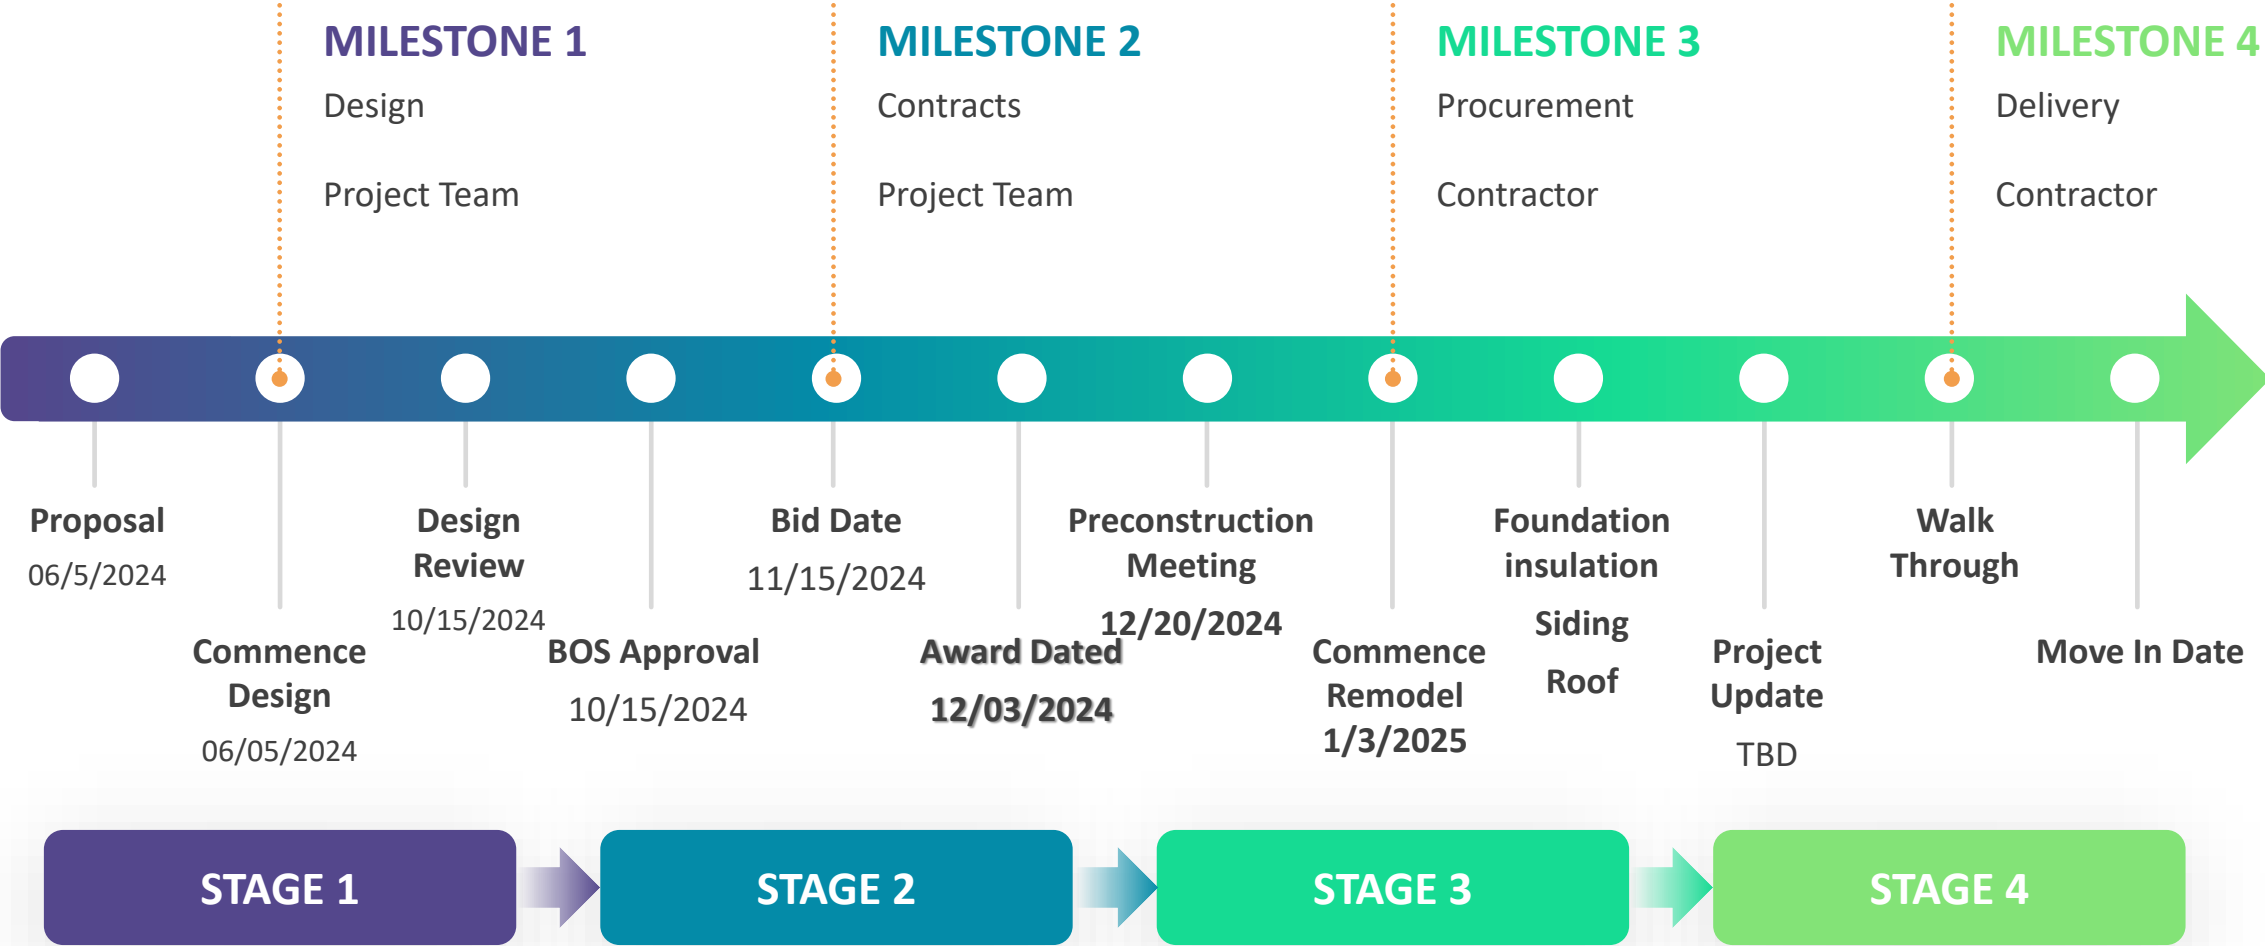 MILESTONE 1
Design
Project Team
MILESTONE 2
Contracts
Project Team
MILESTONE 3
Procurement
Contractor
MILESTONE 4
Delivery
Contractor
Proposal
06/5/2024
Commence
Design
06/05/2024
Design
Review
10/15/2024
BOS Approval
10/15/2024
Bid Date
11/15/2024
Award Dated
12/03/2024
Preconstruction
Meeting
12/20/2024
Commence
Remodel
1/3/2025
Foundation
insulation
Siding
Roof
Project
Update
TBD
Walk
Through
Move In Date
STAGE 1
STAGE 2
STAGE 3
STAGE 4